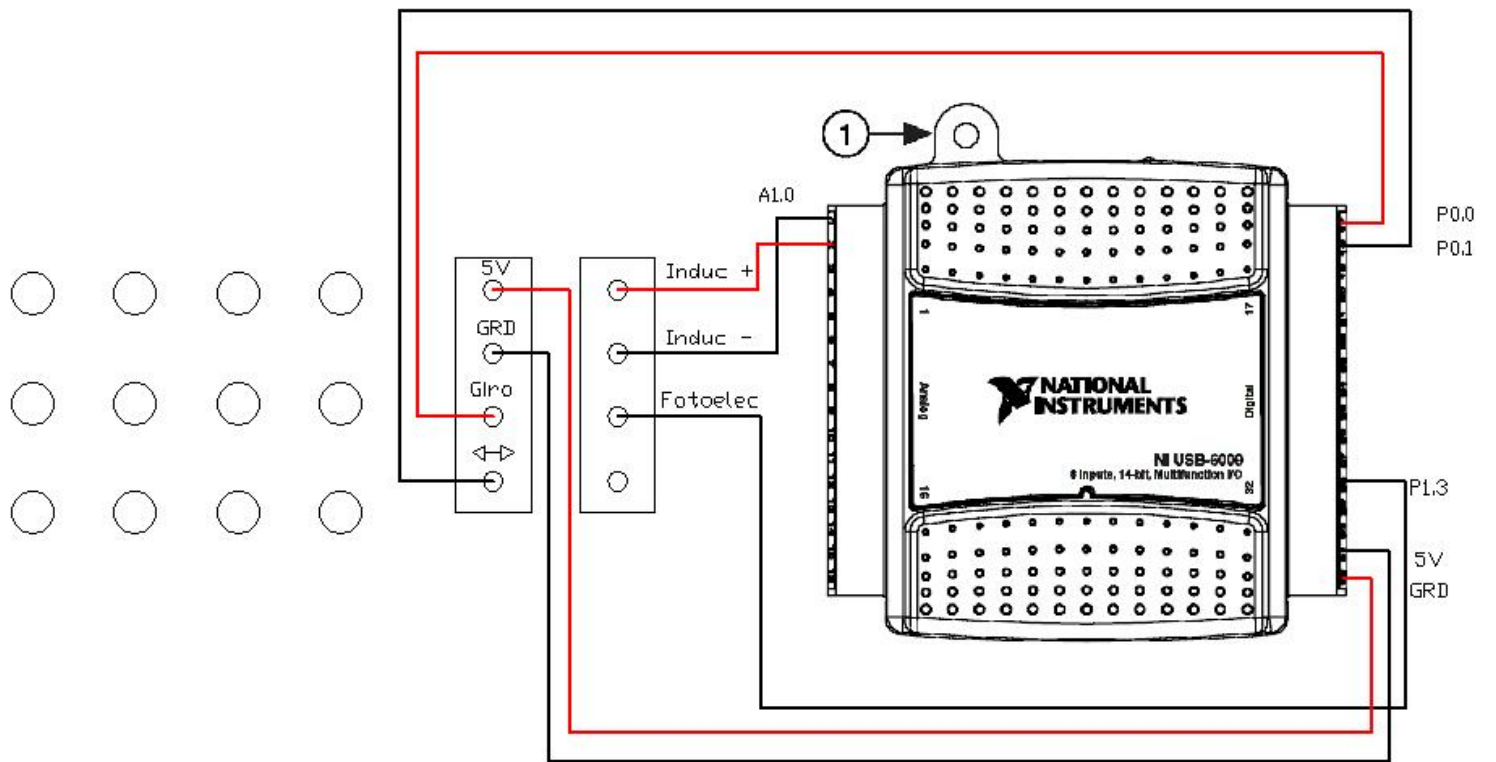 1
A1.0
P0.0
P0.1
5V
GRD
Giro
Induc +
Induc -
Fotoelec
1
17
Analog
Digital
NATIONAL
INSTRUMENTS
NI USB-6009
8 Inputs, 14-bit, Multifunction I/O
16
32
P1.3
5V
GRD